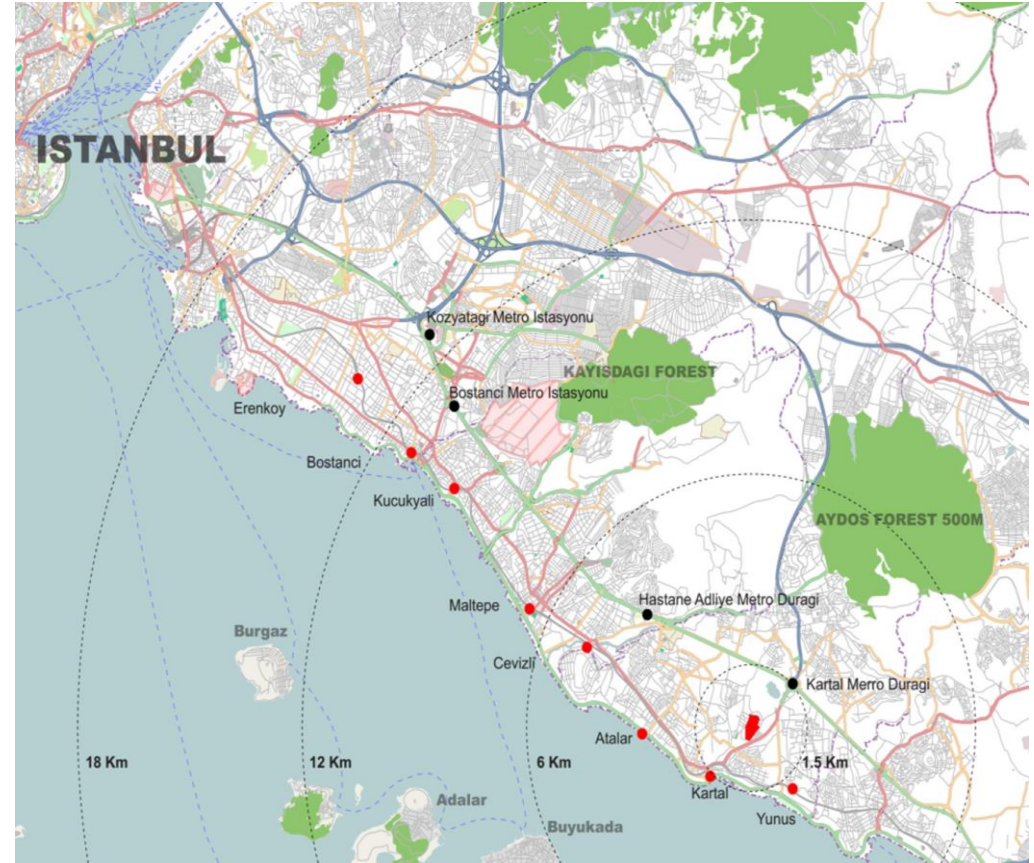 ISTANBUL
Kozyatagi Metro Istasyonu
KAYISDAGI FOREST
Erenkoy
Bostanci Metro Istasyonu
Bostanci
Kucukyali
AYDOS FOREST 500M
Maltepe
Hastane Adliye Metro Duragi
Burgaz
Cevizli
Kartal Merro Duragi
Atalar
18 Km
12 Km
6 Km
1.5 Km
Kartal
Adalar
Yunus
Buyukada